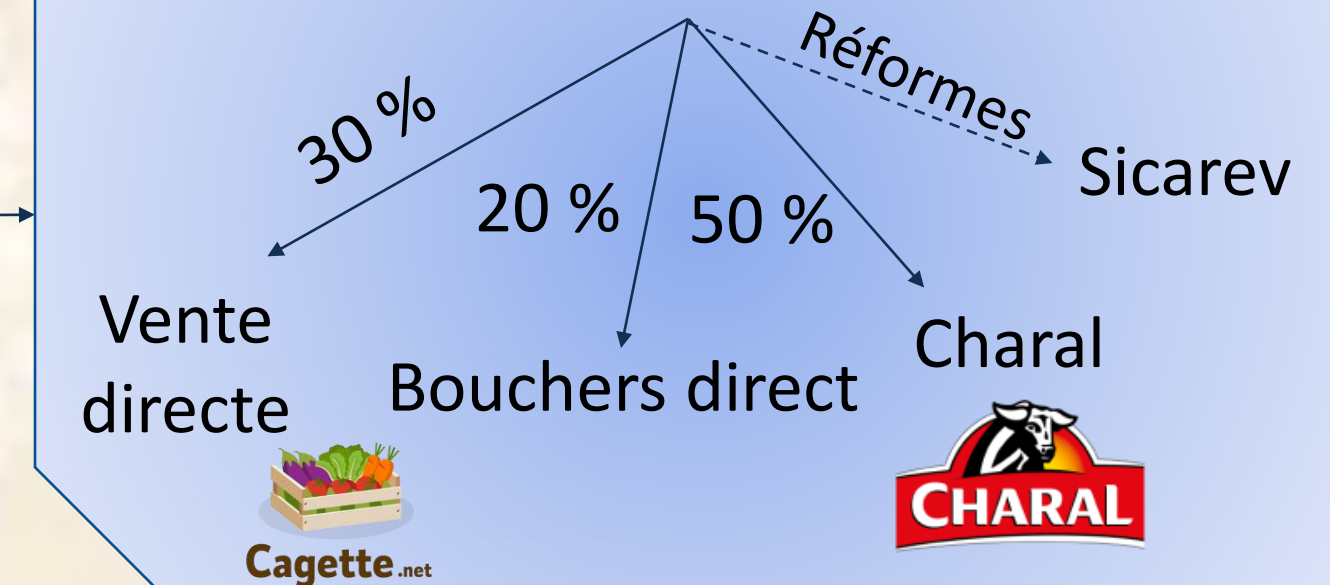 Réformes
30 %
Sicarev
20 %
50 %
Vente
directe
Bouchers direct
Charal
CHARAL
Cagette.net